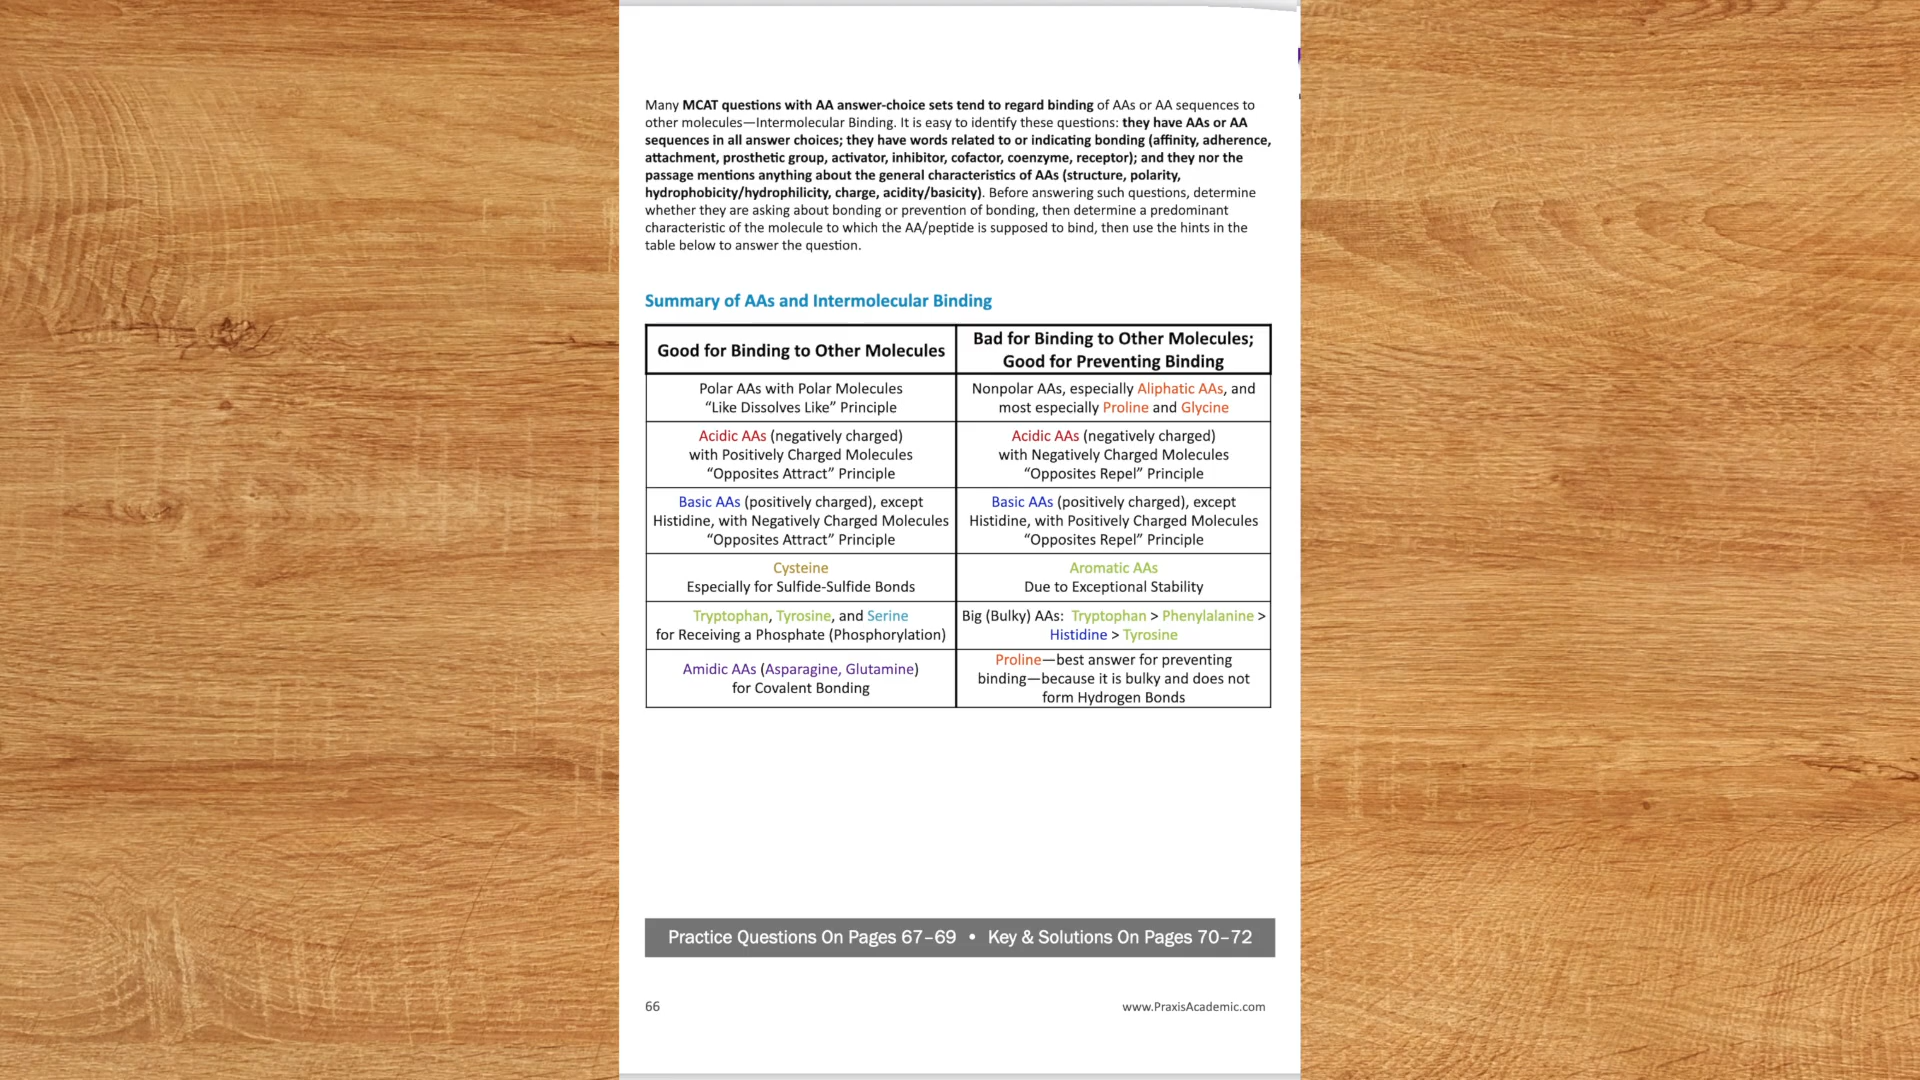 Many MCAT questions with AA answer-choice sets tend to regard binding of AAs or AA sequences to
other molecules—Intermolecular Binding. It is easy to identify these questions: they have AAs or AA
sequences in all answer choices; they have words related to or indicating bonding (affinity, adherence,
attachment, prosthetic group, activator, inhibitor, cofactor, coenzyme, receptor); and they nor the
passage mentions anything about the general characteristics of AAs (structure, polarity,
hydrophobicity/hydrophilicity, charge, acidity/basicity). Before answering such questions, determine
whether they are asking about bonding or prevention of bonding, then determine a predominant
characteristic of the molecule to which the AA/peptide is supposed to bind, then use the hints in the
table below to answer the question.
Summary of AAs and Intermolecular Binding
Good for Binding to Other Molecules
Bad for Binding to Other Molecules;
Good for Preventing Binding
Polar AAs with Polar Molecules
“Like Dissolves Like” Principle
Nonpolar AAs, especially Aliphatic AAs, and
most especially Proline and Glycine
Acidic AAs (negatively charged)
with Positively Charged Molecules
“Opposites Attract” Principle
Acidic AAs (negatively charged)
with Negatively Charged Molecules
“Opposites Repel” Principle
Basic AAs (positively charged), except
Histidine, with Negatively Charged Molecules
“Opposites Attract” Principle
Basic AAs (positively charged), except
Histidine, with Positively Charged Molecules
“Opposites Repel” Principle
Cysteine
Especially for Sulfide-Sulfide Bonds
Aromatic AAs
Due to Exceptional Stability
Tryptophan, Tyrosine, and Serine
for Receiving a Phosphate (Phosphorylation)
Big (Bulky) AAs: Tryptophan > Phenylalanine >
Histidine > Tyrosine
Amidic AAs (Asparagine, Glutamine)
for Covalent Bonding
Proline—best answer for preventing
binding—because it is bulky and does not
form Hydrogen Bonds
Practice Questions On Pages 67–69 • Key & Solutions On Pages 70–72
66
www.PraxisAcademic.com